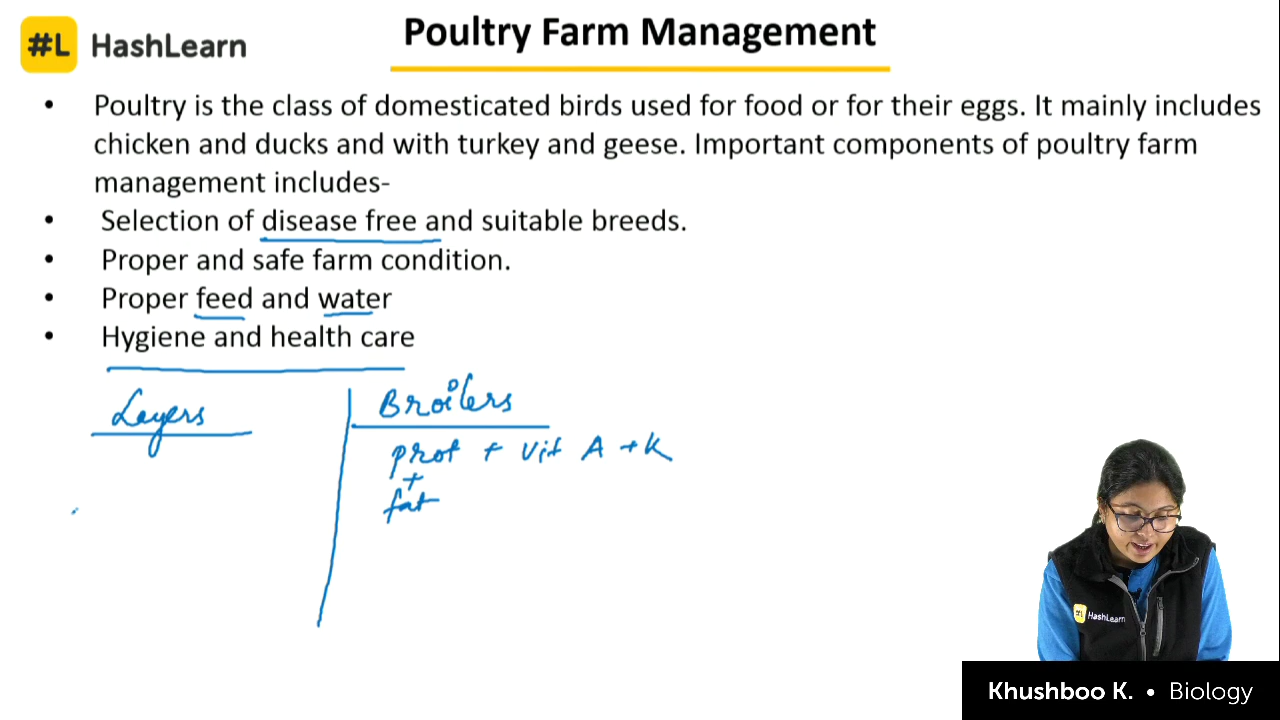 #L HashLearn
Poultry Farm Management
• Poultry is the class of domesticated birds used for food or for their eggs. It mainly includes
chicken and ducks and with turkey and geese. Important components of poultry farm
management includes-
• Selection of disease free and suitable breeds.
• Proper and safe farm condition.
• Proper feed and water
• Hygiene and health care
Layers
Broilers
prot + vit A + K
+
fat
#L HashLearn
Khushboo K. • Biology